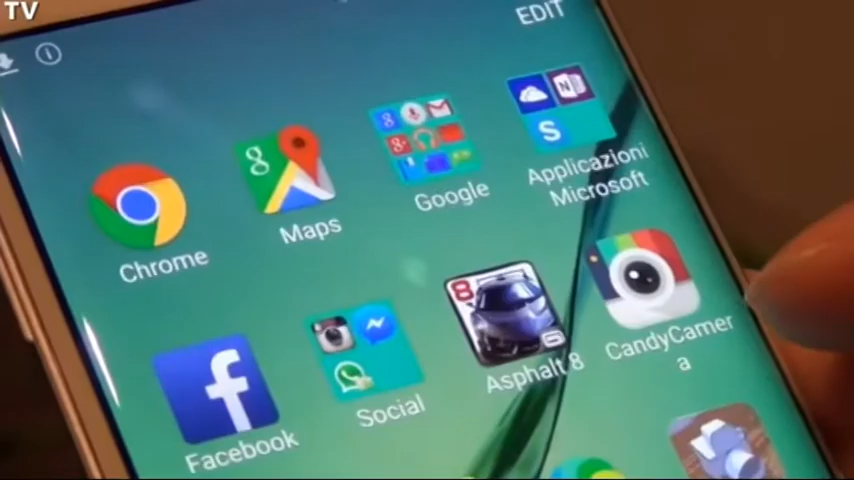 TV
EDIT
Chrome
Maps
Google
Applicazioni
Microsoft
Facebook
Social
Asphalt 8
CandyCamer
a